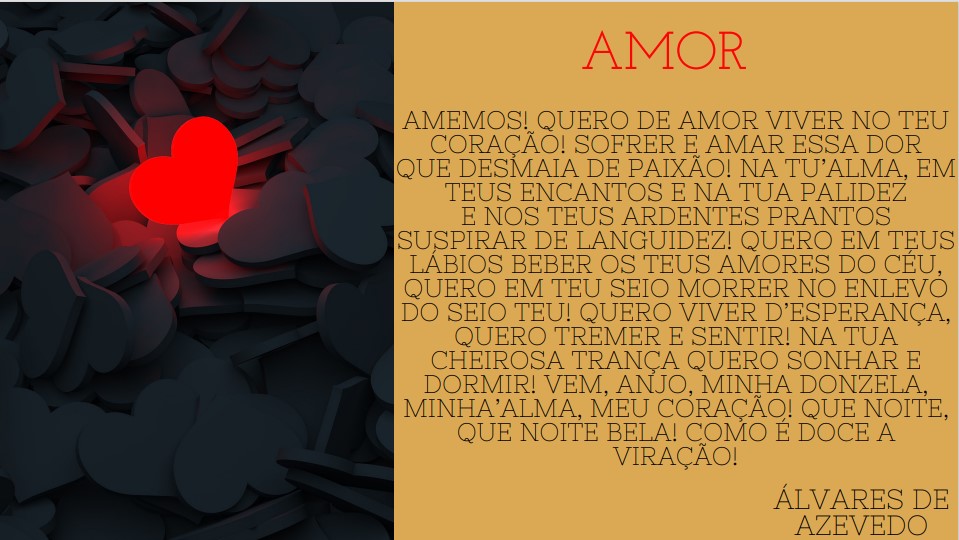 AMOR
AMEMOS! QUERO DE AMOR VIVER NO TEU
CORAÇÃO! SOFRER E AMAR ESSA DOR
QUE DESMAIA DE PAIXÃO! NA TU'ALMA, EM
TEUS ENCANTOS E NA TUA PALIDEZ
E NOS TEUS ARDENTES PRANTOS
SUSPIRAR DE LANGUIDEZ! QUERO EM TEUS
LÁBIOS BEBER OS TEUS AMORES DO CÉU,
QUERO EM TEU SEIO MORRER NO ENLEVO
DO SEIO TEU! QUERO VIVER D'ESPERANÇA,
QUERO TREMER E SENTIR! NA TUA
CHEIROSA TRANÇA QUERO SONHAR E
DORMIR! VEM, ANJO, MINHA DONZELA,
MINHA'ALMA, MEU CORAÇÃO! QUE NOITE,
QUE NOITE BELA! COMO É DOCE A
VIRAÇÃO!
ÁLVARES DE
AZEVEDO